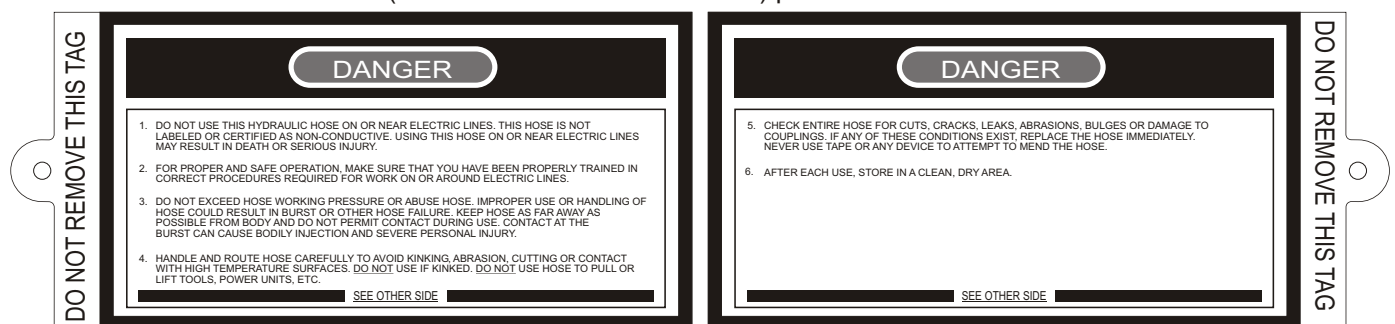 DO NOT REMOVE THIS TAG
DANGER
1. DO NOT USE THIS HYDRAULIC HOSE ON OR NEAR ELECTRIC LINES. THIS HOSE IS NOT
LABELED OR CERTIFIED AS NON-CONDUCTIVE. USING THIS HOSE ON OR NEAR ELECTRIC LINES
MAY RESULT IN DEATH OR SERIOUS INJURY.
2. FOR PROPER AND SAFE OPERATION, MAKE SURE THAT YOU HAVE BEEN PROPERLY TRAINED IN
CORRECT PROCEDURES REQUIRED FOR WORK ON OR AROUND ELECTRIC LINES.
3. DO NOT EXCEED HOSE WORKING PRESSURE OR ABUSE HOSE. IMPROPER USE OR HANDLING OF
HOSE COULD RESULT IN BURST OR OTHER HOSE FAILURE. KEEP HOSE AS FAR AWAY AS
POSSIBLE FROM BODY AND DO NOT PERMIT CONTACT DURING USE. CONTACT AT THE
BURST CAN CAUSE BODILY INJECTION AND SEVERE PERSONAL INJURY.
4. HANDLE AND ROUTE HOSE CAREFULLY TO AVOID KINKING, ABRASION, CUTTING OR CONTACT
WITH HIGH TEMPERATURE SURFACES. DO NOT USE IF KINKED. DO NOT USE HOSE TO PULL OR
LIFT TOOLS, POWER UNITS, ETC.
SEE OTHER SIDE
DANGER
5. CHECK ENTIRE HOSE FOR CUTS, CRACKS, LEAKS, ABRASIONS, BULGES OR DAMAGE TO
COUPLINGS. IF ANY OF THESE CONDITIONS EXIST, REPLACE THE HOSE IMMEDIATELY.
NEVER USE TAPE OR ANY DEVICE TO ATTEMPT TO MEND THE HOSE.
6. AFTER EACH USE, STORE IN A CLEAN, DRY AREA.
SEE OTHER SIDE
DO NOT REMOVE THIS TAG